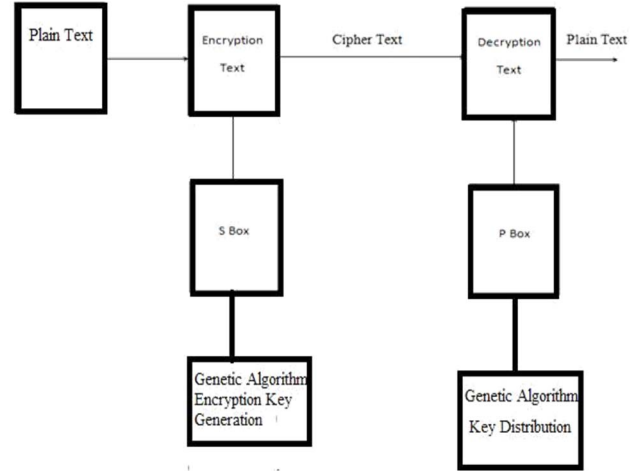 Plain Text
Encryption
Text
Cipher Text
Decryption
Text
Plain Text
S Box
P Box
Genetic Algorithm
Encryption Key
Generation
Genetic Algorithm
Key Distribution